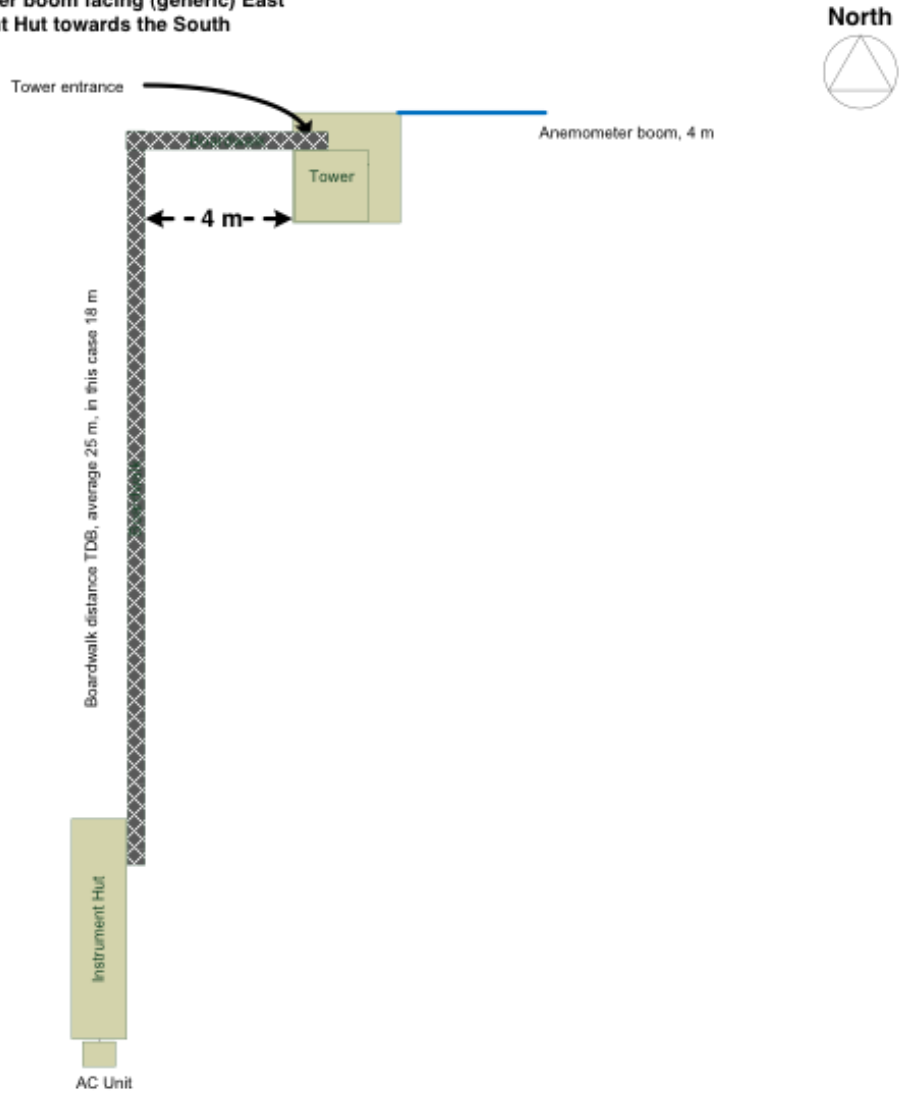 er boom facing (generic) East
t Hut towards the South
North
Tower entrance
Anemometer boom, 4 m
Tower
4 m
Boardwalk distance TDB, average 25 m, in this case 18 m
Instrument Hut
AC Unit